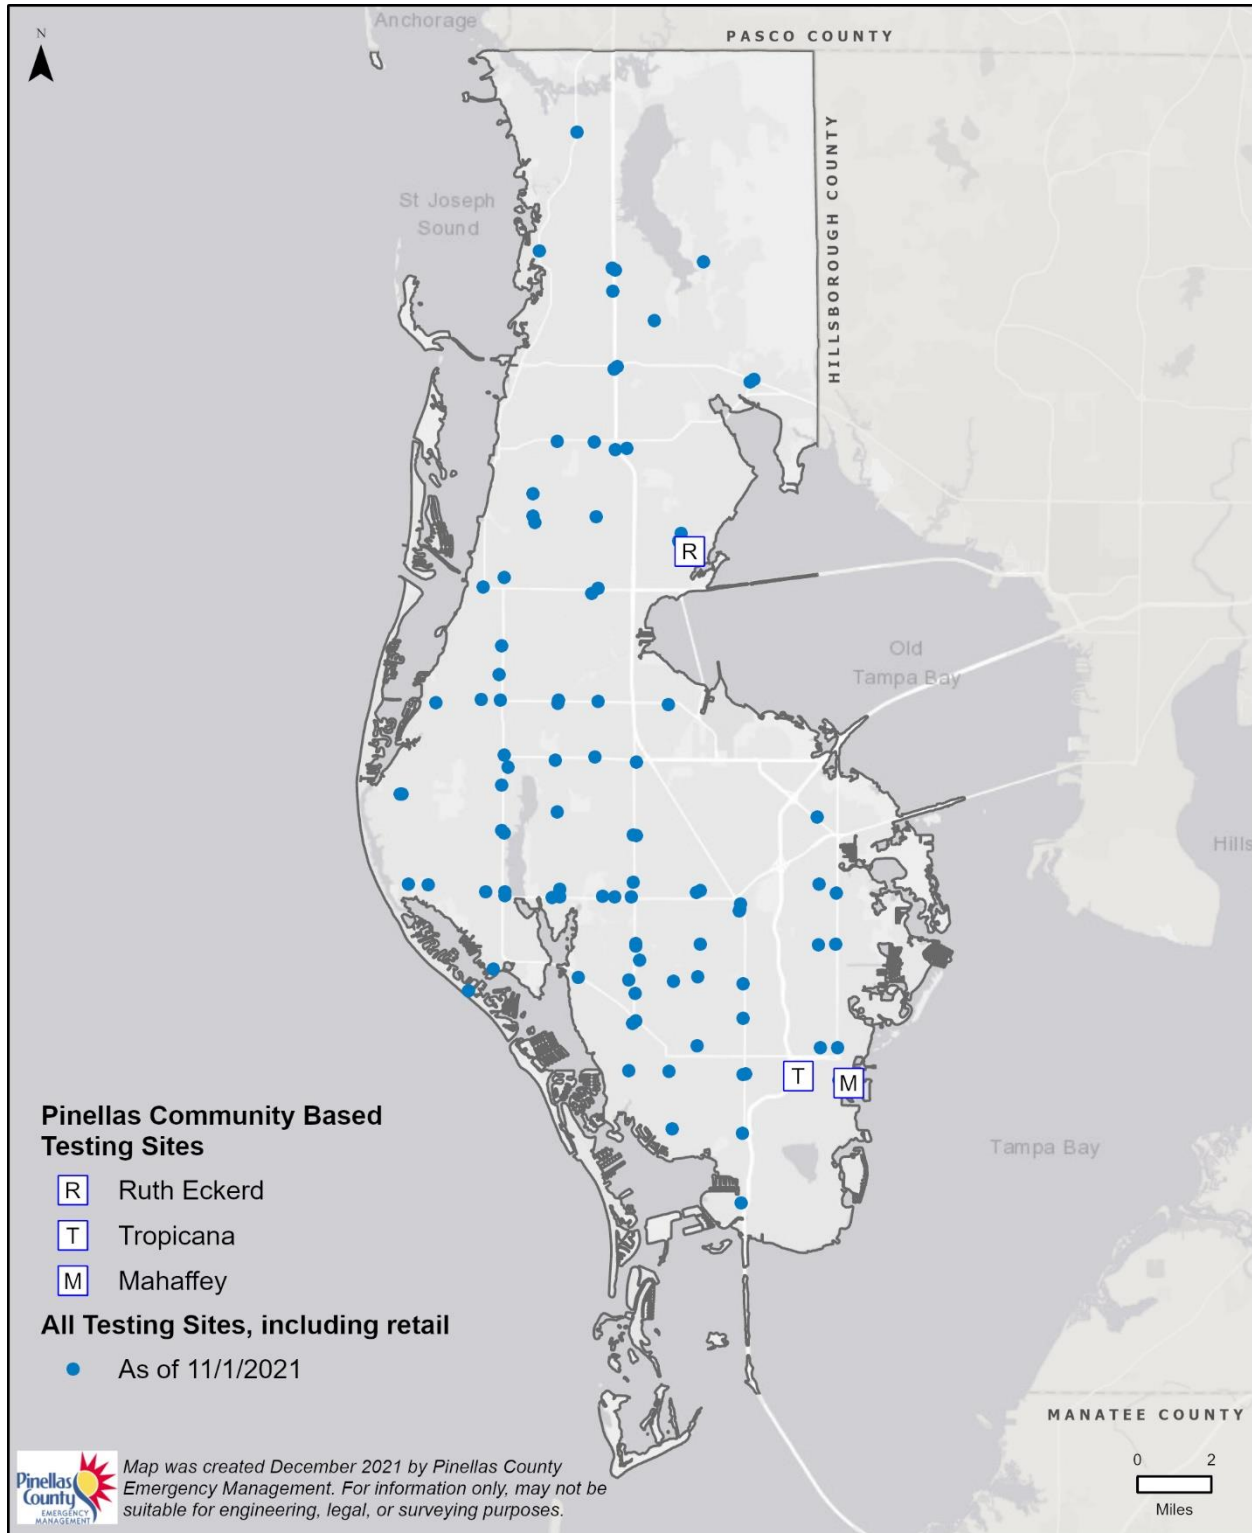 Anchorage
PASCO COUNTY
N
HILLSBOROUGH COUNTY
St Joseph
Sound
R
Old
Tampa Bay
Hills
T
M
Tampa Bay
Pinellas Community Based
Testing Sites
R Ruth Eckerd
T Tropicana
M Mahaffey
All Testing Sites, including retail
As of 11/1/2021
MANATEE COUNTY
0 2
Miles
Pinellas
County
EMERGENCY
MANAGEMENT
Map was created December 2021 by Pinellas County
Emergency Management. For information only, may not be
suitable for engineering, legal, or surveying purposes.